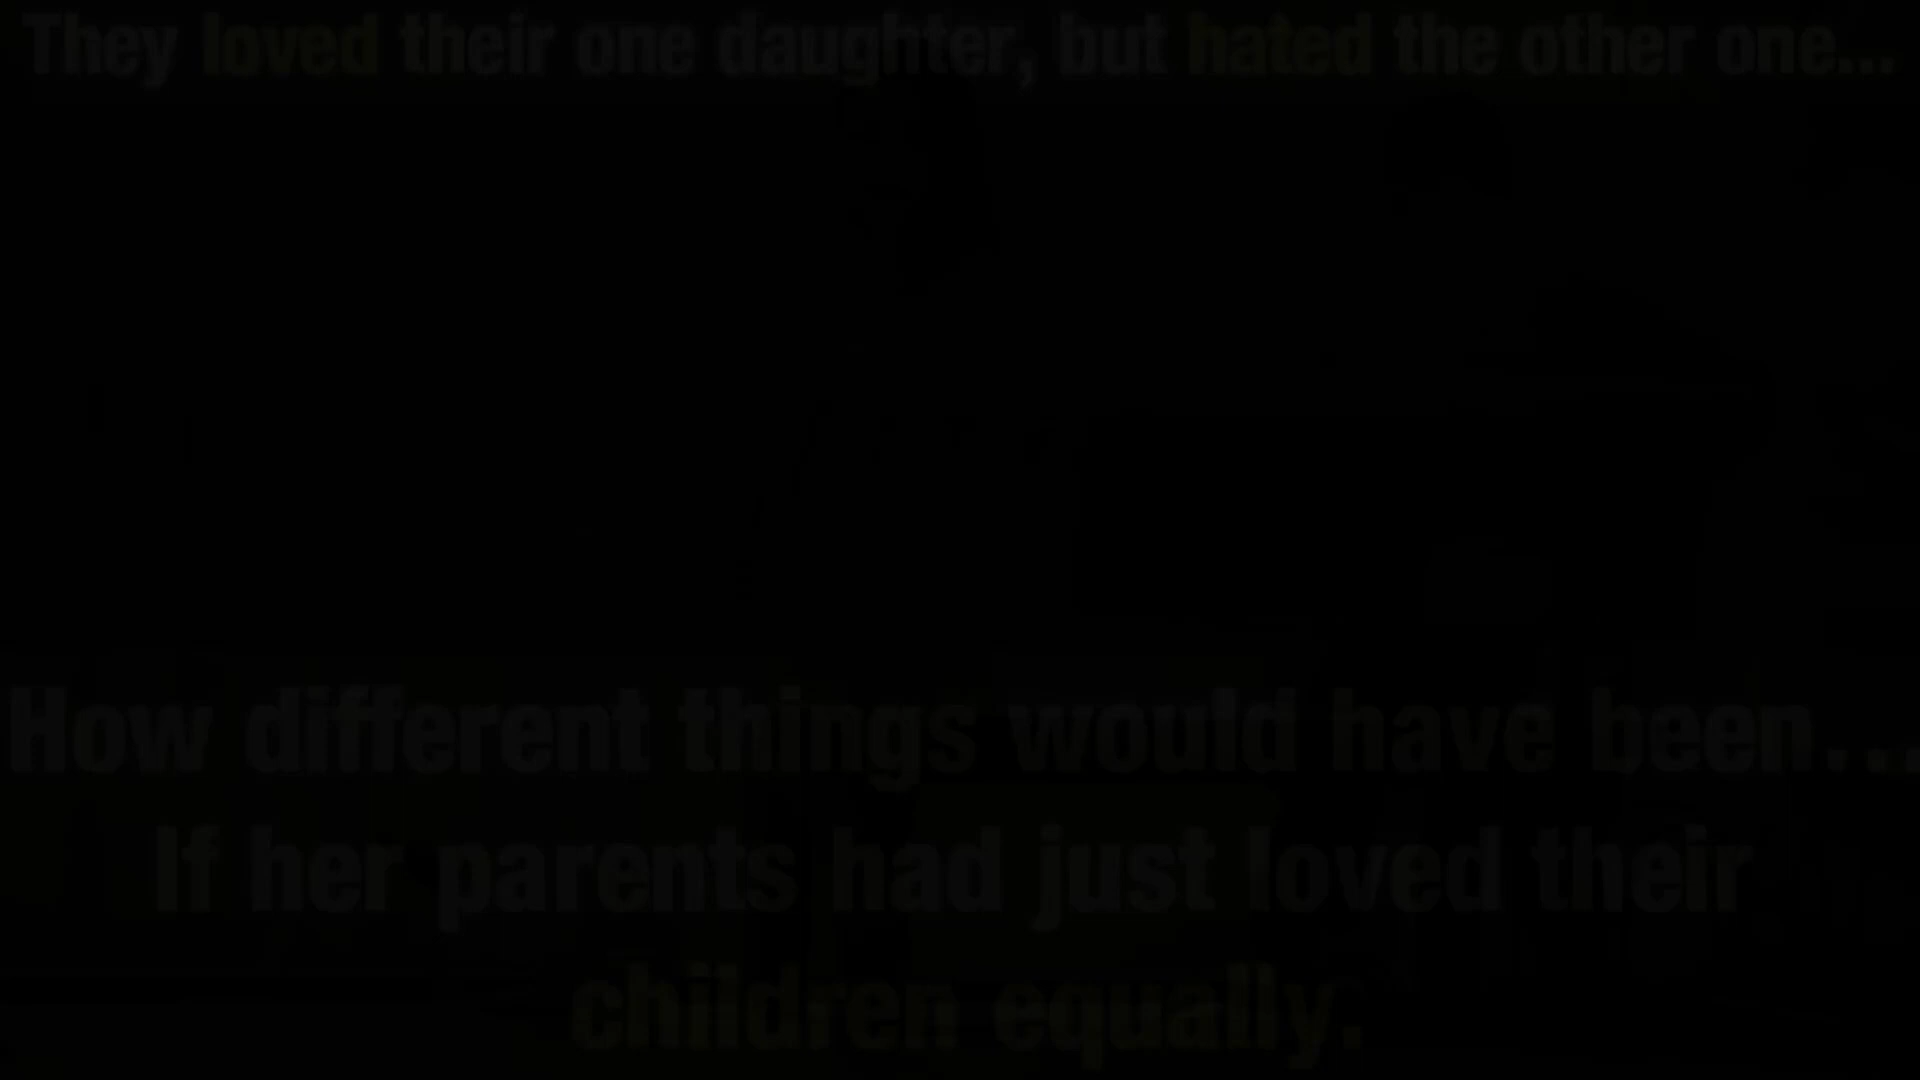 They loved their one daughter, but hated the other one...
How different things would have been...
If her parents had just loved their
children equally.